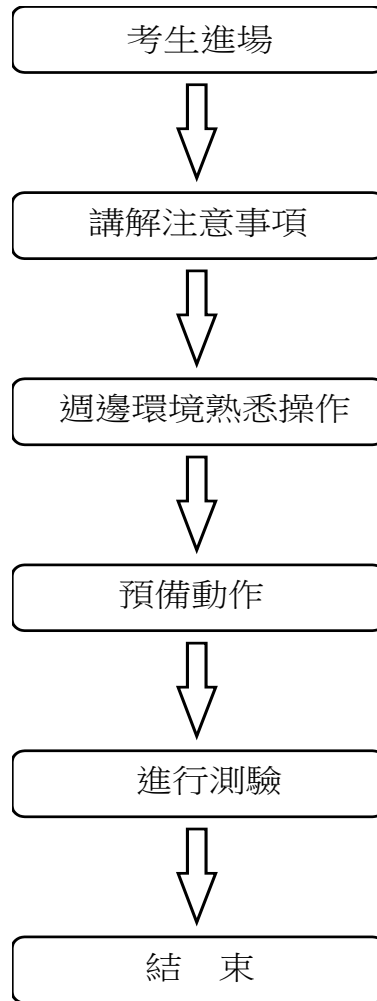 考生進場
講解注意事項
週邊環境熟悉操作
預備動作
進行測驗
結　束